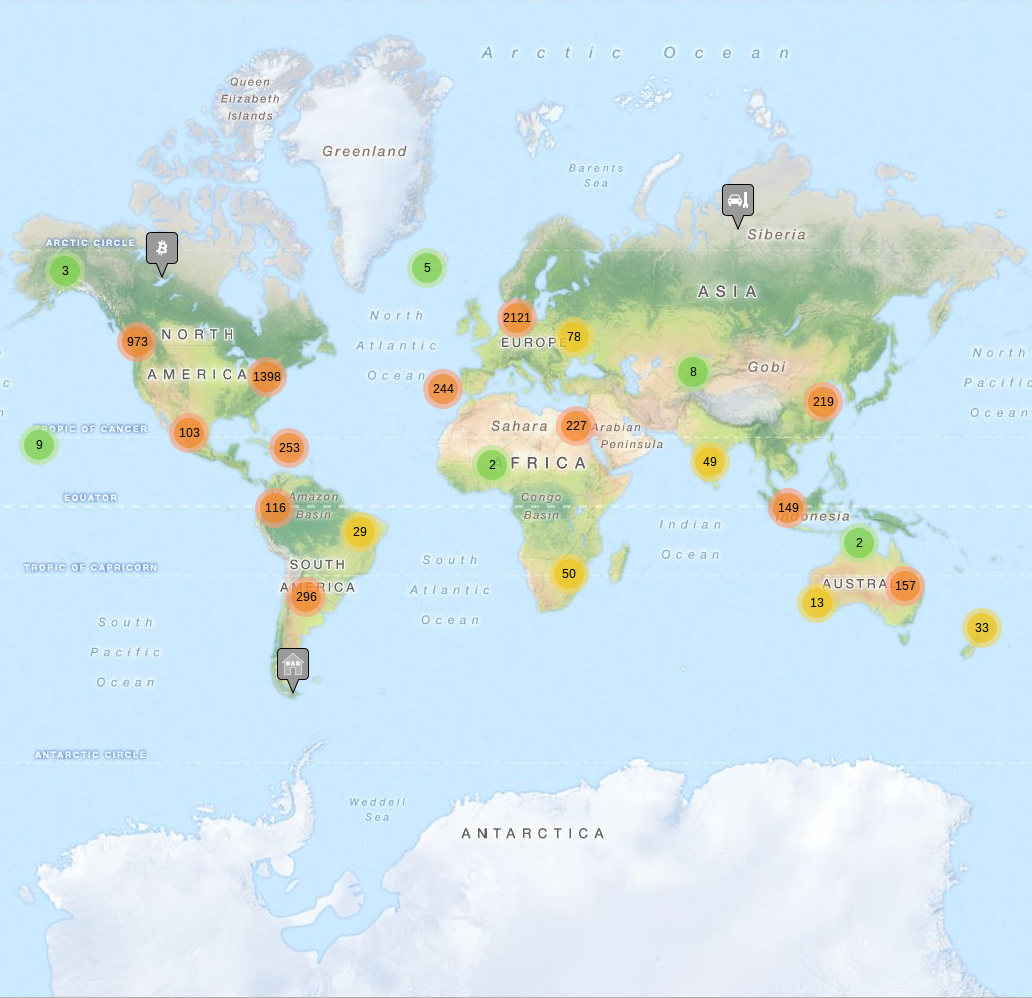 Arctic Ocean
Queen
Elizabeth
Islands
Greenland
Barents
Sea
Siberia
ARCTIC CIRCLE
3
5
ASIA
North
Atlantic
Ocean
2121
78
EUROPE
973
NORTH
AMERICA
1398
244
8
Gobi
219
North
Pacific
Ocean
c
n
9
TROPIC OF CANCER
103
253
Sahara
227
Arabian
Peninsula
2
AFRICA
49
EQUATOR
116
Amazon
Basin
Congo
Basin
149
Indonesia
29
Indian
Ocean
2
TROPIC OF CAPRICORN
SOUTH
AMERICA
296
South
Atlantic
Ocean
50
AUSTRA
157
13
33
South
Pacific
Ocean
B&B
ANTARCTIC CIRCLE
Weddell
Sea
ANTARCTICA